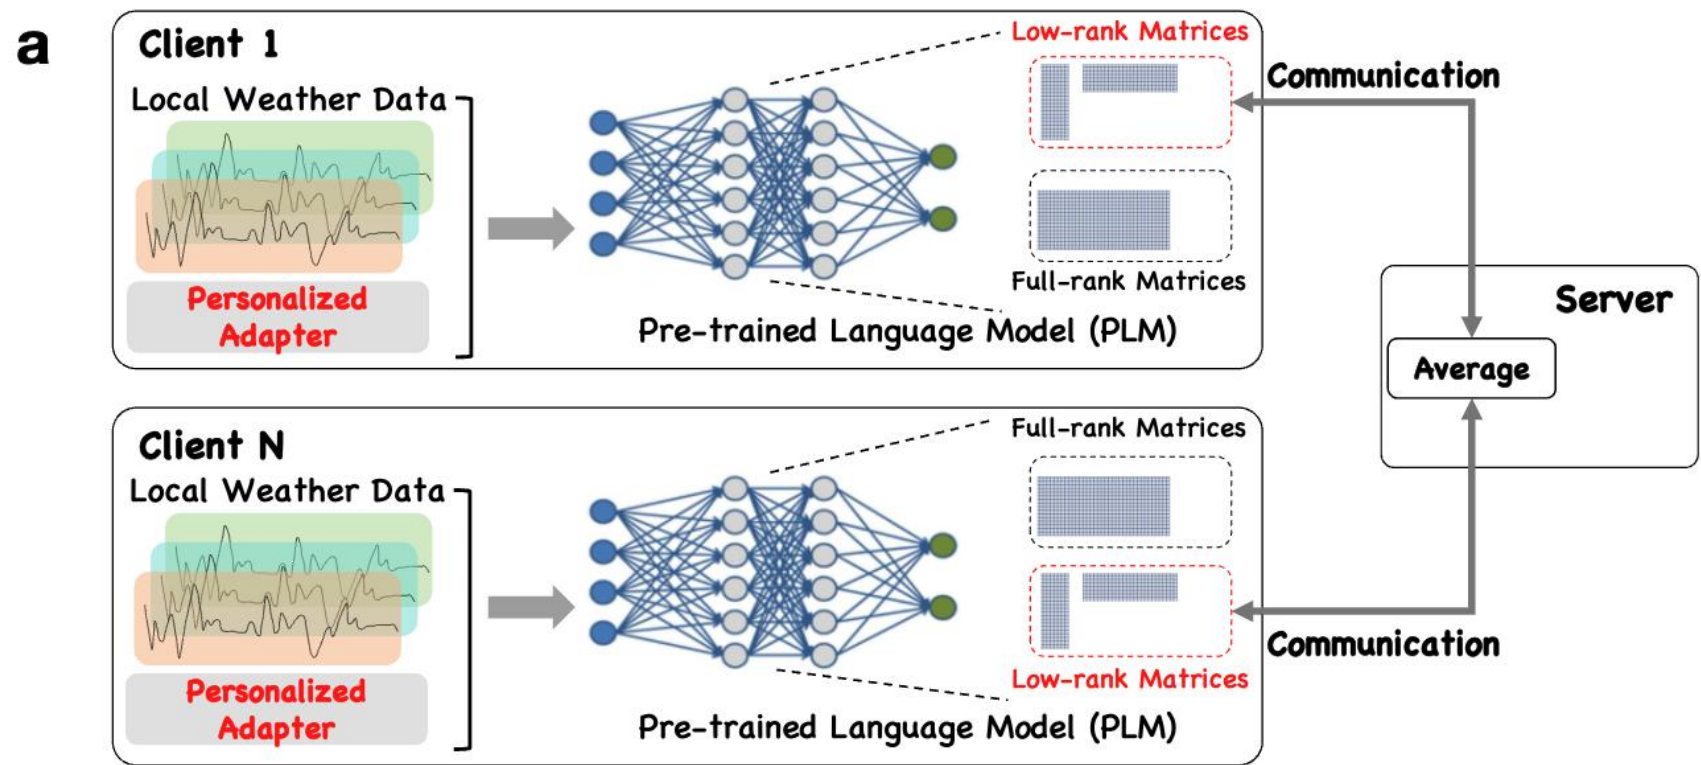 a
Client 1
Local Weather Data
Personalized
Adapter
Low-rank Matrices
Full-rank Matrices
Pre-trained Language Model (PLM)
Communication
Server
Average
Client N
Local Weather Data
Personalized
Adapter
Full-rank Matrices
Low-rank Matrices
Pre-trained Language Model (PLM)
Communication